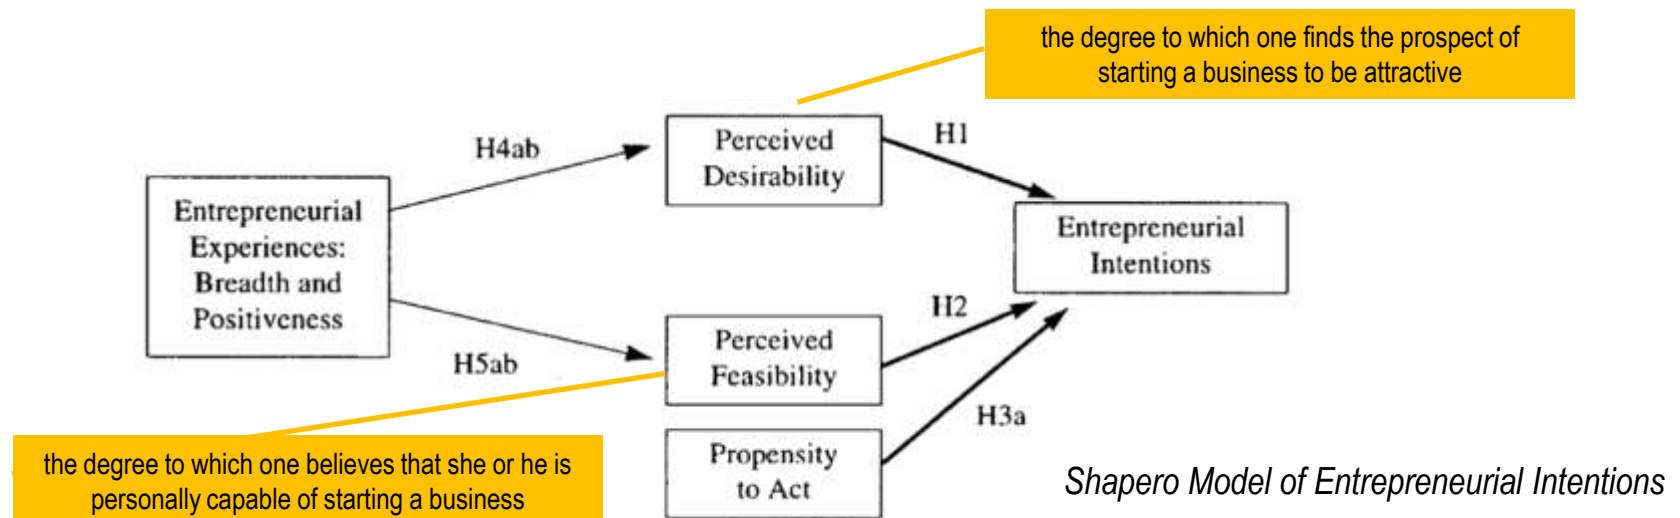 the degree to which one finds the prospect of
starting a business to be attractive
Perceived
Desirability
H1
H4ab
Entrepreneurial
Experiences:
Breadth and
Positiveness
Entrepreneurial
Intentions
H2
Perceived
Feasibility
H5ab
H3a
Propensity
to Act
the degree to which one believes that she or he is
personally capable of starting a business
Shapero Model of Entrepreneurial Intentions